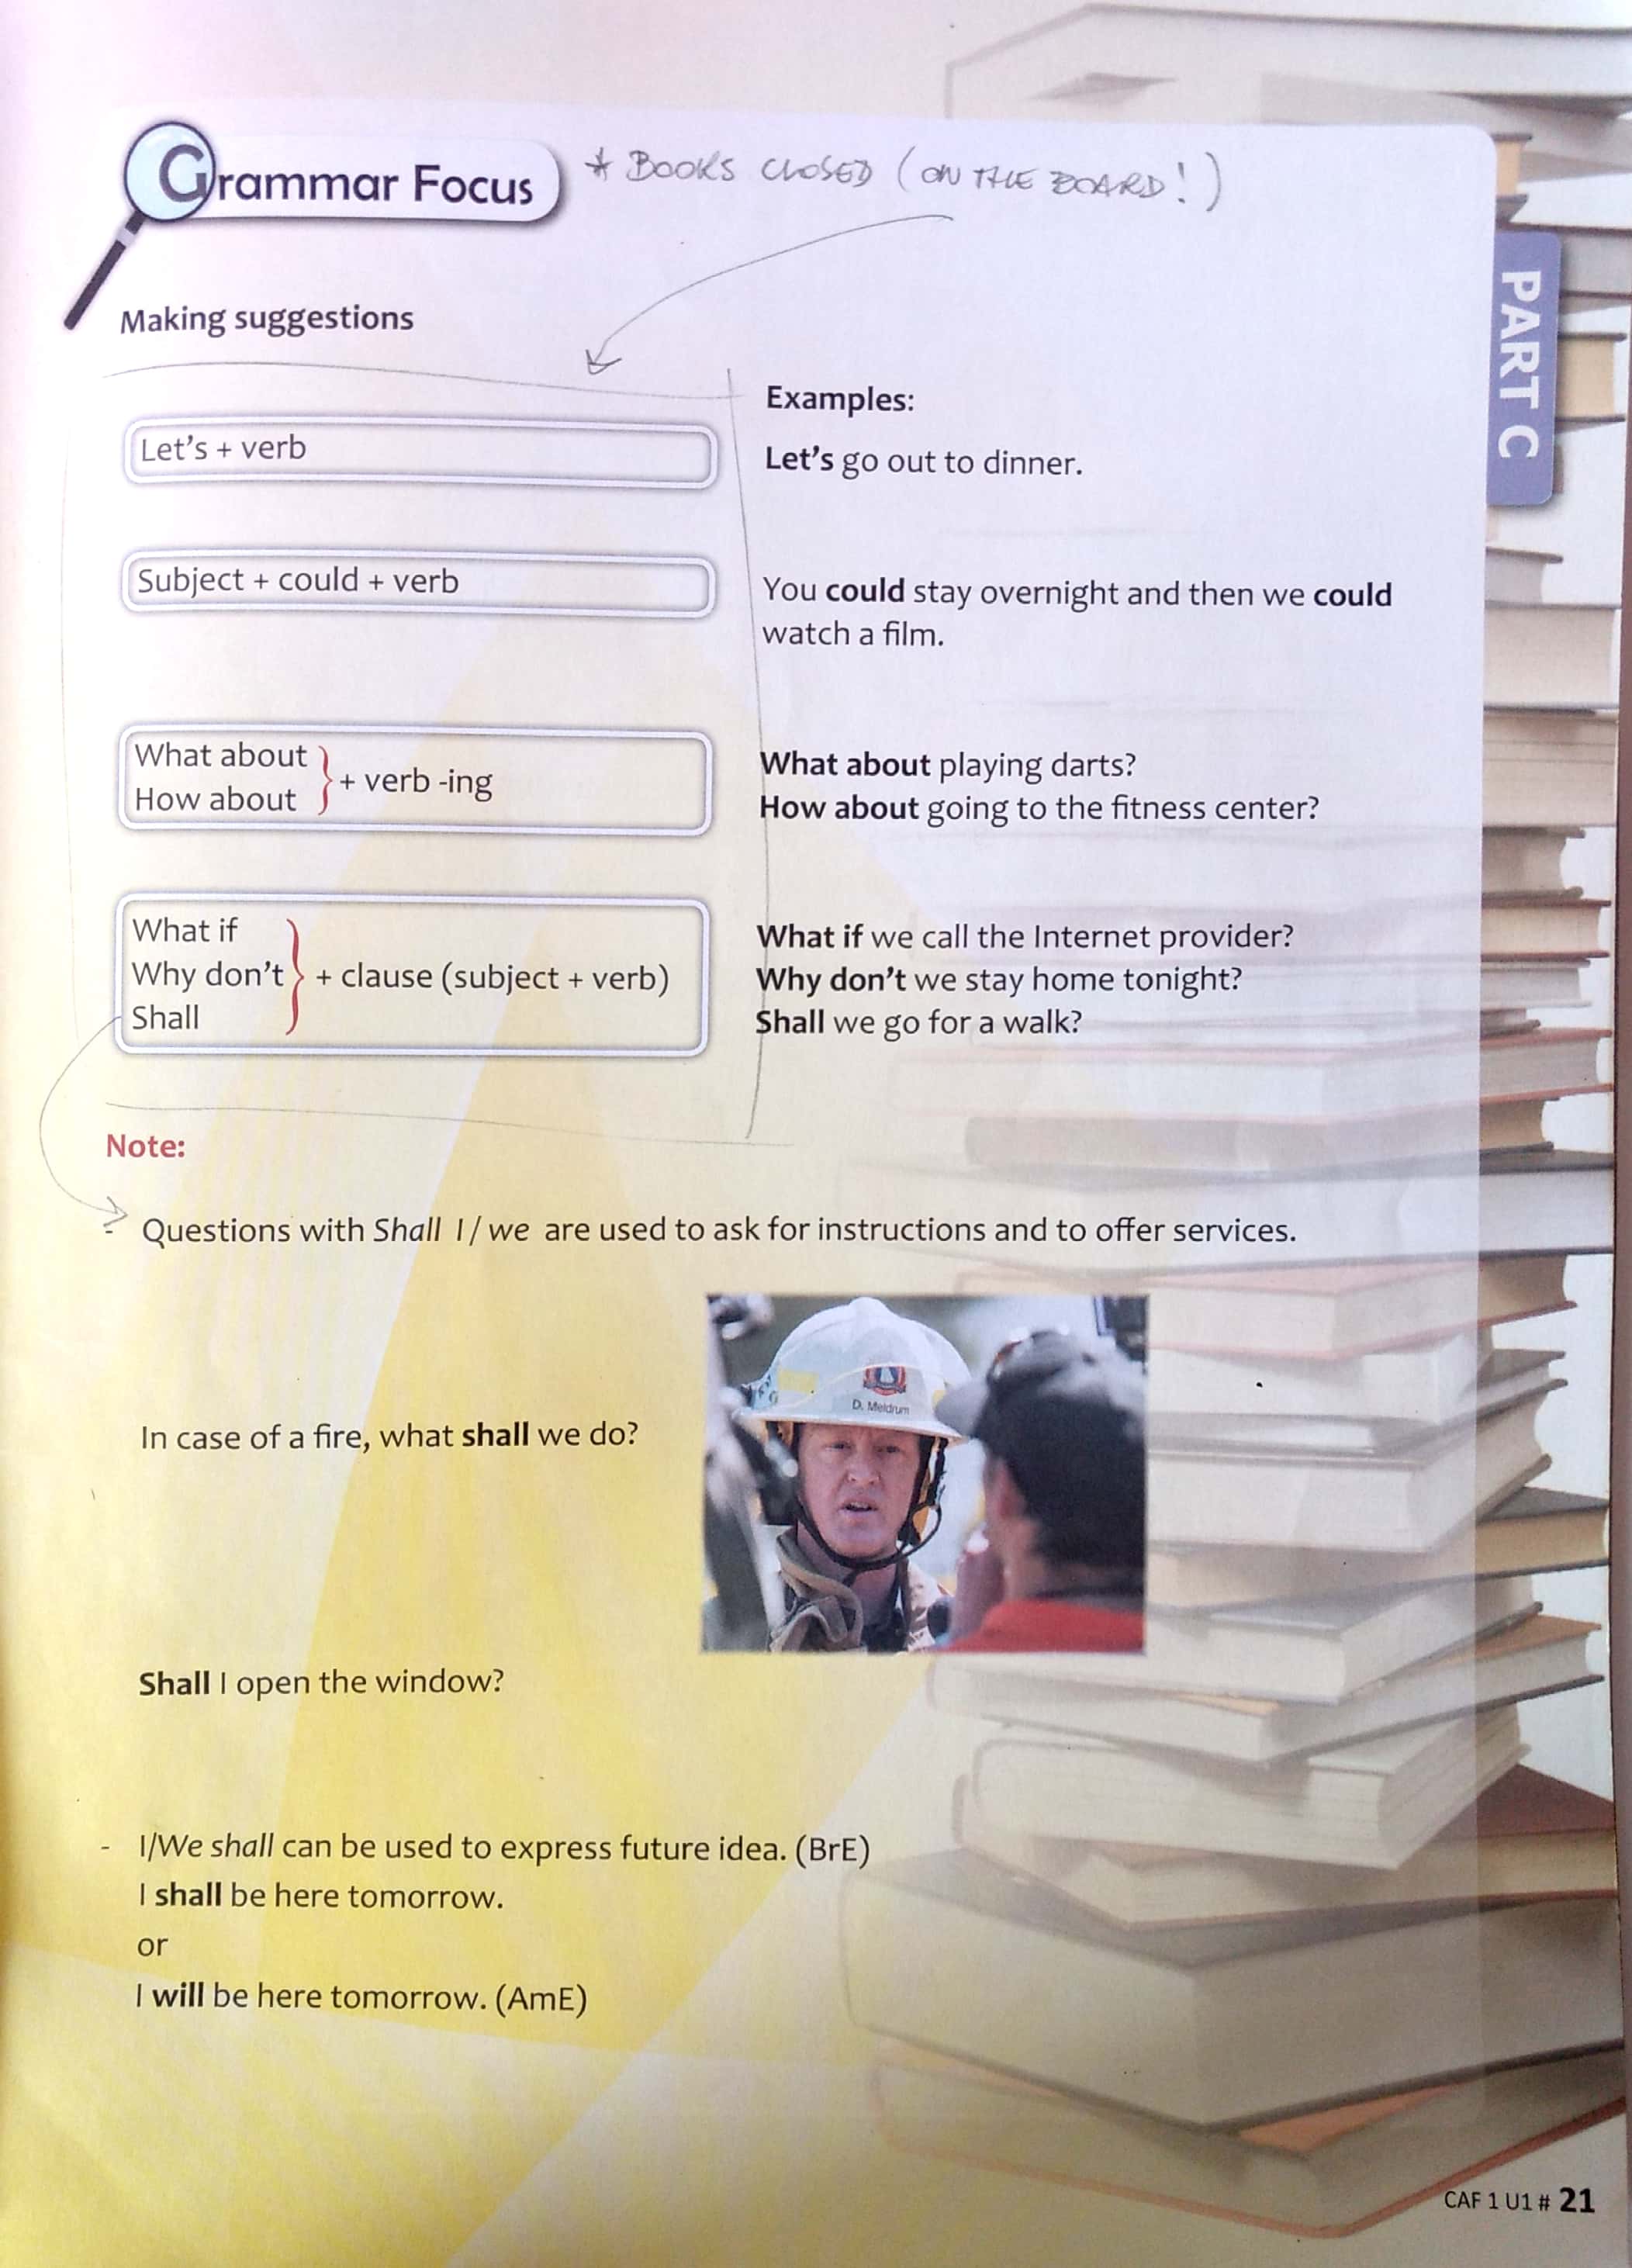 Grammar Focus
* BOOKS CLOSED (ON THE BOARD!)
PART C
Making suggestions
Examples:
Let's + verb
Let's go out to dinner.
Subject + could + verb
You could stay overnight and then we could
watch a film.
What about
How about
+ verb -ing
What about playing darts?
How about going to the fitness center?
What if
Why don't
Shall
+ clause (subject + verb)
What if we call the Internet provider?
Why don't we stay home tonight?
Shall we go for a walk?
Note:
- Questions with Shall I/we are used to ask for instructions and to offer services.
D. Meldrum
In case of a fire, what shall we do?
Shall I open the window?
- I/We shall can be used to express future idea. (BrE)
I shall be here tomorrow.
or
I will be here tomorrow. (AmE)
CAF 1 U1 # 21